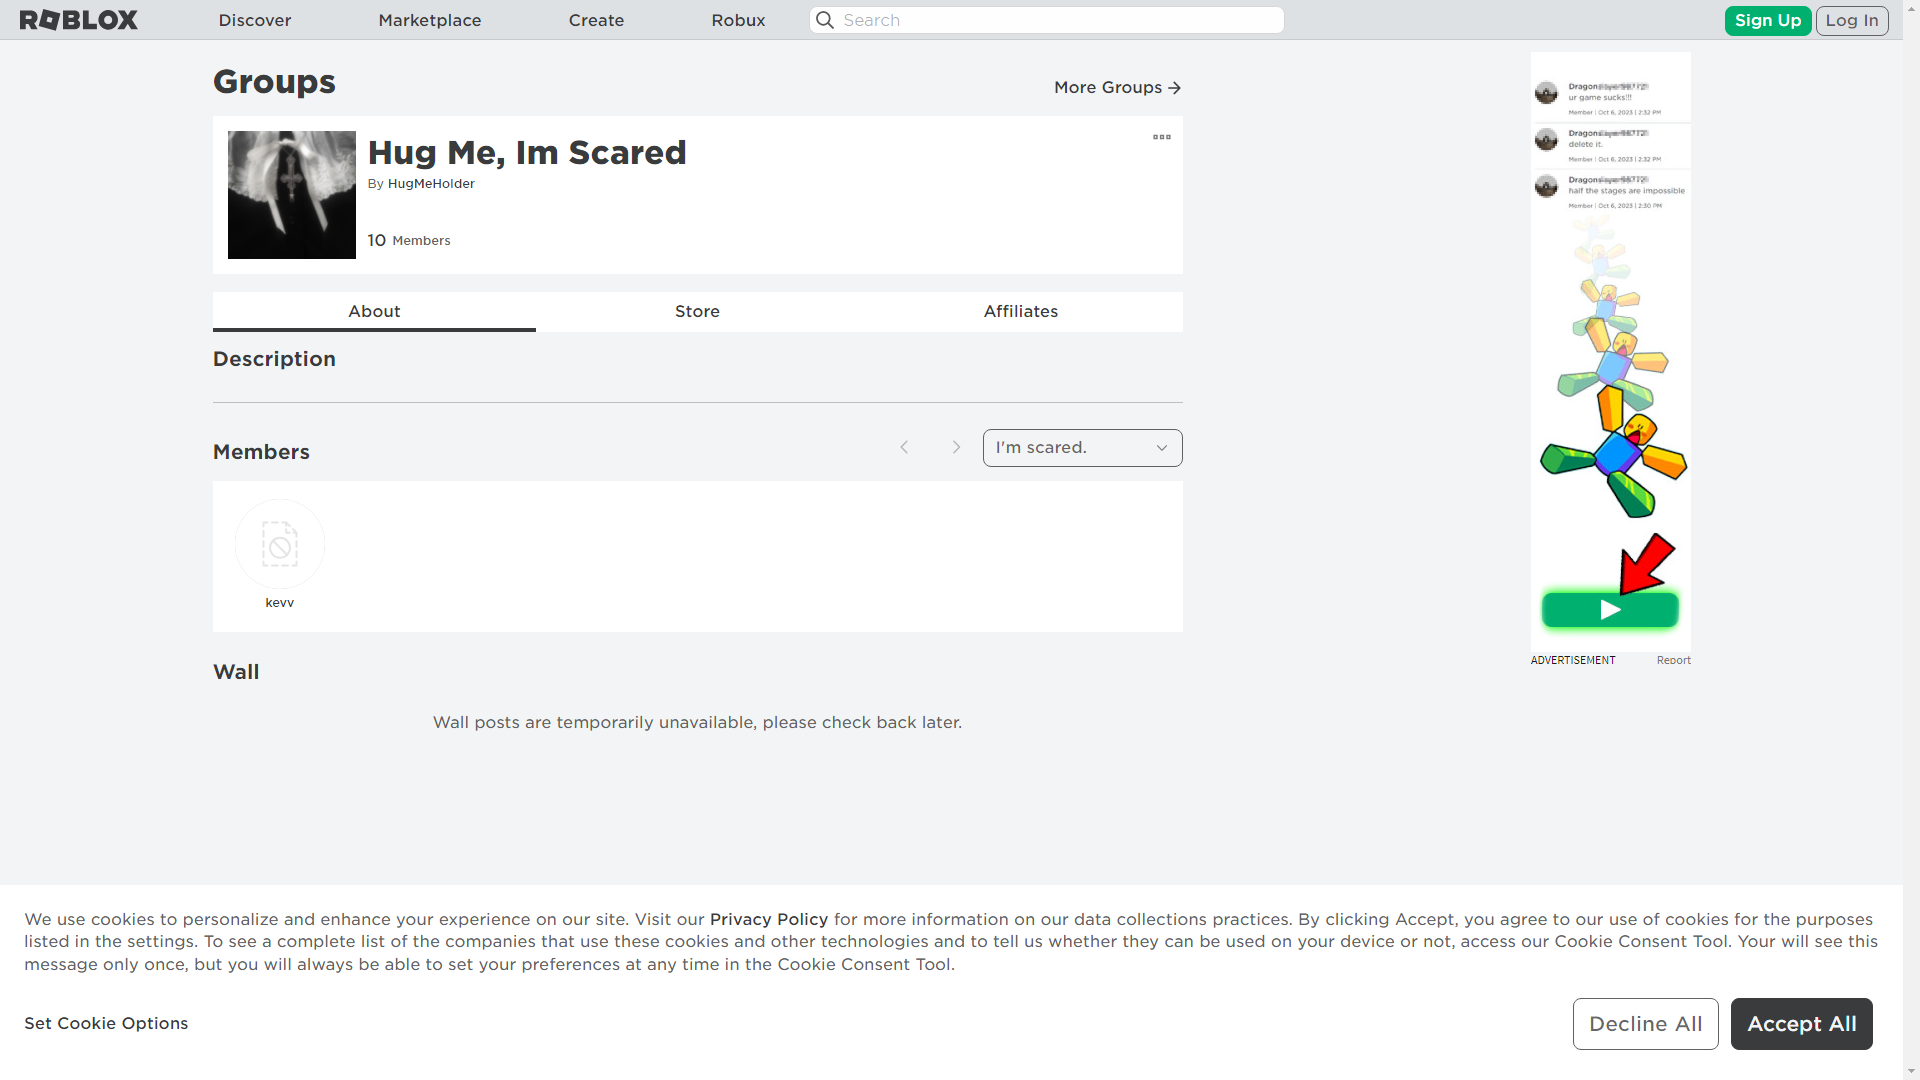 ROBLOX
Discover
Marketplace
Create
Robux
Search
Sign Up
Log In
Groups
More Groups
Hug Me, Im Scared
By HugMeHolder
10 Members
About
Store
Affiliates
Description
Members
I'm scared.
kevv
Wall
Wall posts are temporarily unavailable, please check back later.
ur game sucks!!!
Member | Oct 6, 2023 | 2:32 PM
delete it.
Member | Oct 6, 2023 | 2:32 PM
half the stages are impossible
Member | Oct 6, 2023 | 2:30 PM
ADVERTISEMENT
Report
We use cookies to personalize and enhance your experience on our site. Visit our Privacy Policy for more information on our data collections practices. By clicking Accept, you agree to our use of cookies for the purposes
listed in the settings. To see a complete list of the companies that use these cookies and other technologies and to tell us whether they can be used on your device or not, access our Cookie Consent Tool. Your will see this
message only once, but you will always be able to set your preferences at any time in the Cookie Consent Tool.
Set Cookie Options
Decline All
Accept All